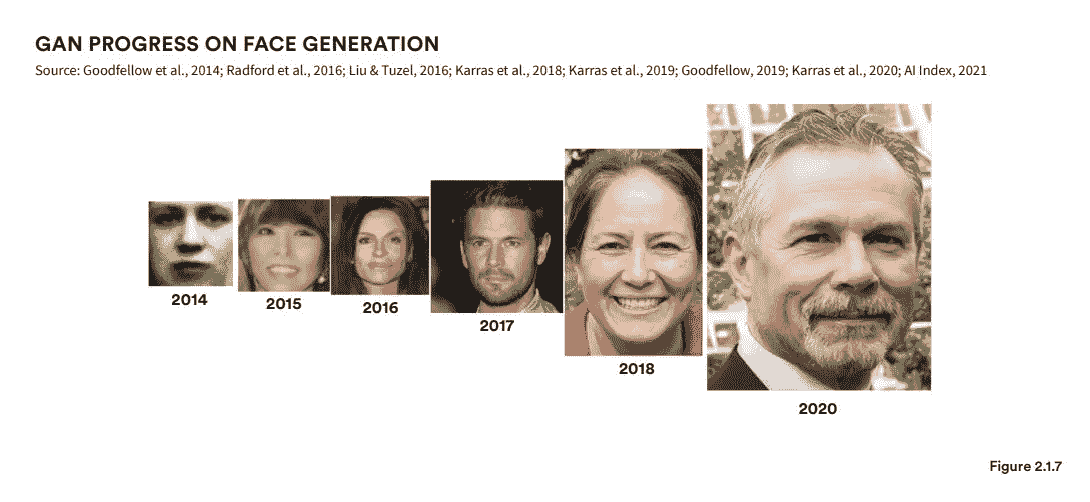 GAN PROGRESS ON FACE GENERATION
Source: Goodfellow et al., 2014; Radford et al., 2016; Liu & Tuzel, 2016; Karras et al., 2018; Karras et al., 2019; Goodfellow, 2019; Karras et al., 2020; AI Index, 2021
2014
2015
2016
2017
2018
2020
Figure 2.1.7